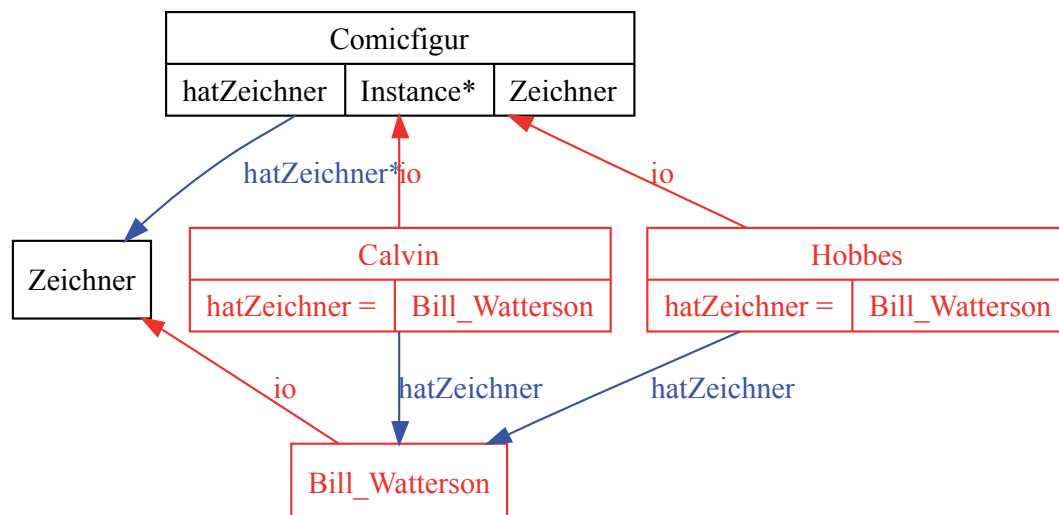 Comicfigur
hatZeichner Instance* Zeichner
hatZeichner* io io
Zeichner
Calvin
hatZeichner = Bill_Watterson
Hobbes
hatZeichner = Bill_Watterson
io hatZeichner hatZeichner
Bill_Watterson